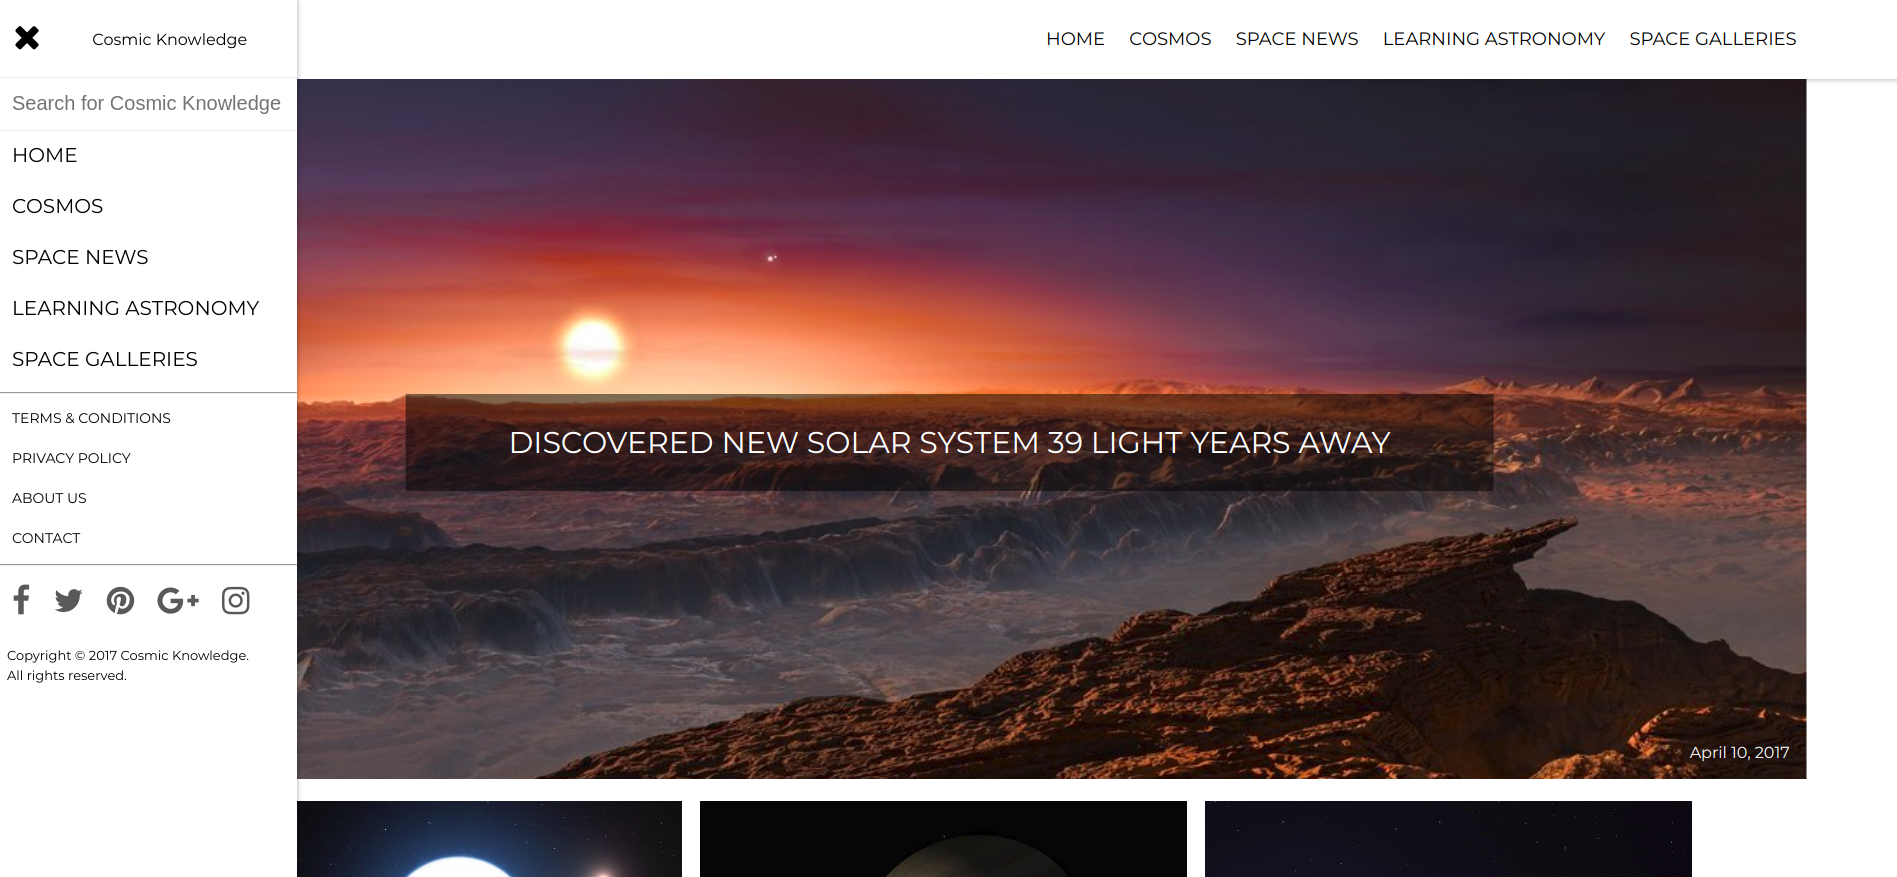 Cosmic Knowledge
HOME COSMOS SPACE NEWS LEARNING ASTRONOMY SPACE GALLERIES
Search for Cosmic Knowledge
HOME
COSMOS
SPACE NEWS
LEARNING ASTRONOMY
SPACE GALLERIES
TERMS & CONDITIONS
PRIVACY POLICY
ABOUT US
CONTACT
Copyright © 2017 Cosmic Knowledge.
All rights reserved.
DISCOVERED NEW SOLAR SYSTEM 39 LIGHT YEARS AWAY
April 10, 2017